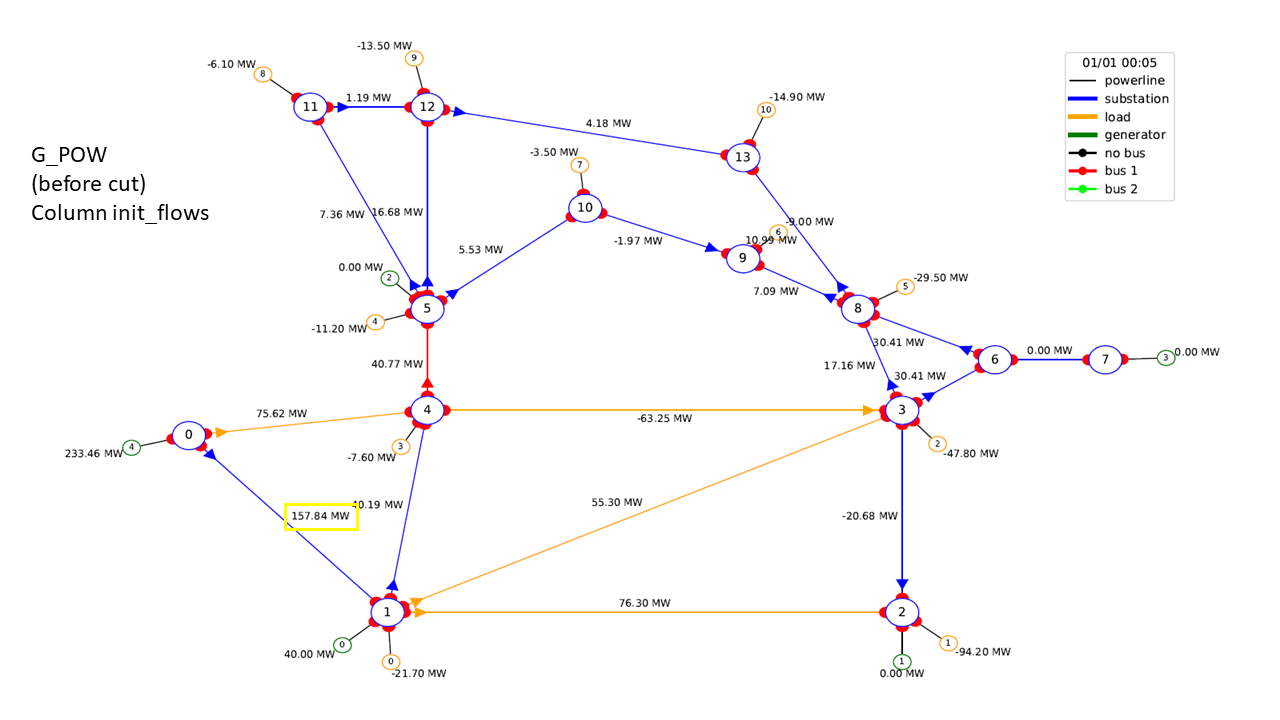 -13.50 MW
9
-6.10 MW
8
11
1.19 MW
12
-14.90 MW
10
4.18 MW
13
01/01 00:05
powerline
substation
load
generator
no bus
bus 1
bus 2
G_POW
(before cut)
Column init_flows
-3.50 MW
7
10
7.36 MW
16.68 MW
5.53 MW
-1.97 MW
-9.00 MW
6
10.99 MW
9
0.00 MW
2
7.09 MW
-29.50 MW
5
8
5
4
-11.20 MW
40.77 MW
30.41 MW
17.16 MW
30.41 MW
6
0.00 MW
7
3
0.00 MW
75.62 MW
4
-63.25 MW
3
0
4
233.46 MW
3
-7.60 MW
2
-47.80 MW
40.19 MW
157.84 MW
55.30 MW
-20.68 MW
1
76.30 MW
2
0
40.00 MW
0
-21.70 MW
1
-94.20 MW
1
0.00 MW